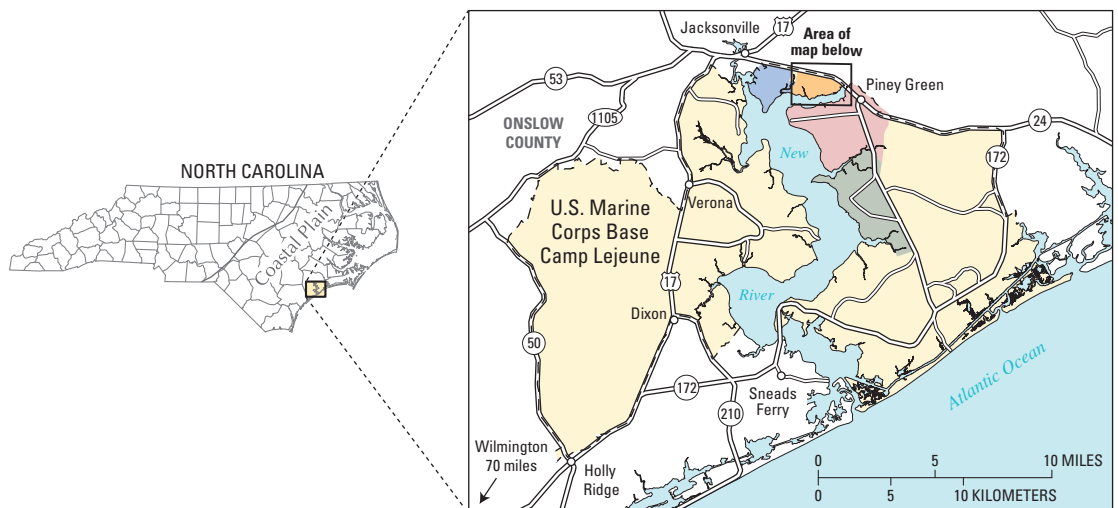 NORTH CAROLINA
Coastal Plain
Jacksonville
17
Area of
map below
53
Piney Green
1105
ONSLOW
COUNTY
24
New
172
U.S. Marine
Corps Base
Camp Lejeune
Verona
17
River
Dixon
50
172
Sneads
Ferry
210
Atlantic Ocean
Wilmington
70 miles
Holly
Ridge
0 5 10 MILES
0 5 10 KILOMETERS